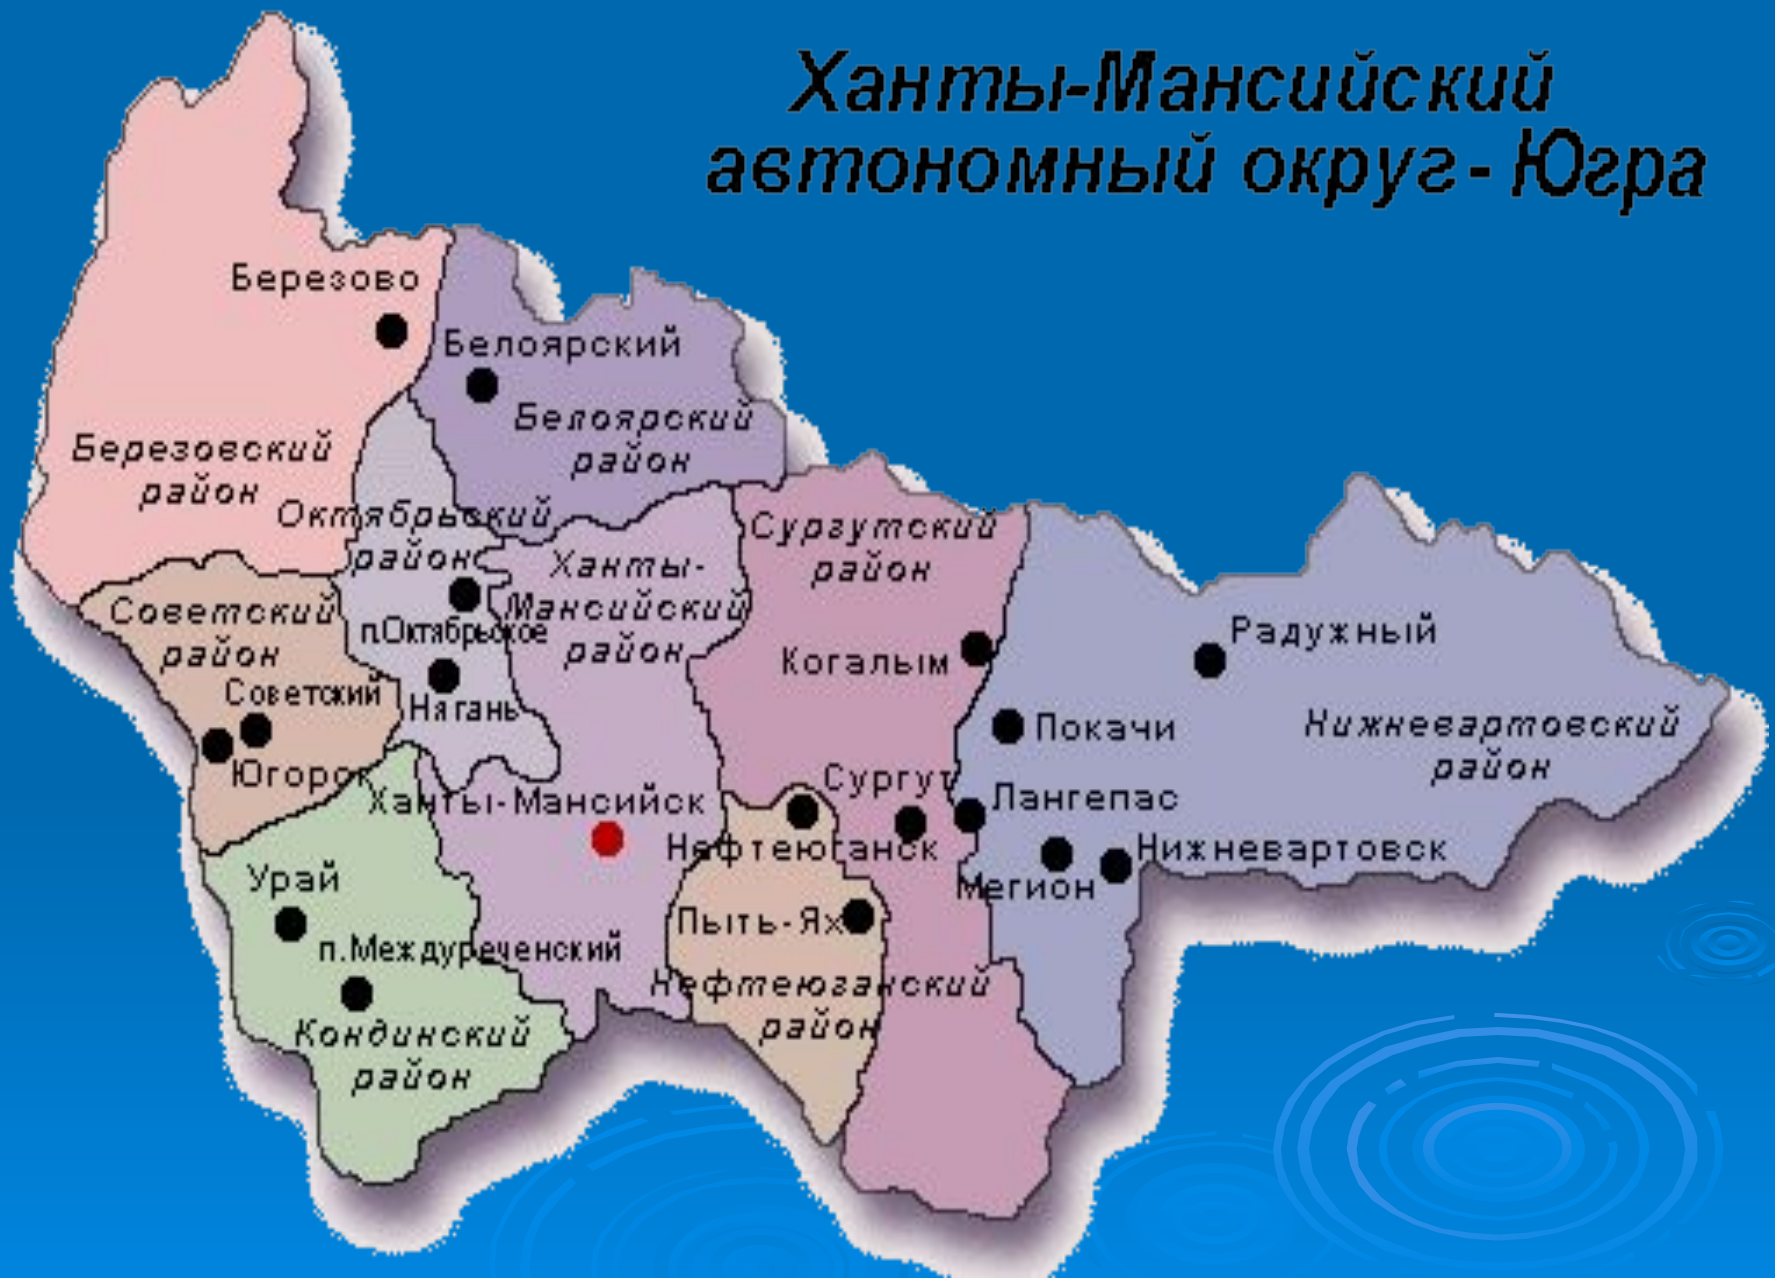 Ханты-Мансийский
автономный округ - Югра
Березово
Белоярский
Белоярский
район
Березовский
район
Октябрьский
район
Сургутский
район
Ханты-
Мансийский
район
Советский
район
п.Октябрьское
Радужный
Когалым
Советский
Нягань
Покачи
Нижневартовский
район
Югорск
Сургут
Ханты-Мансийск
Лангепас
Нефтеюганск
Нижневартовск
Урай
Мегион
Пыть-Ях
п.Междуреченский
Нефтеюганский
район
Кондинский
район